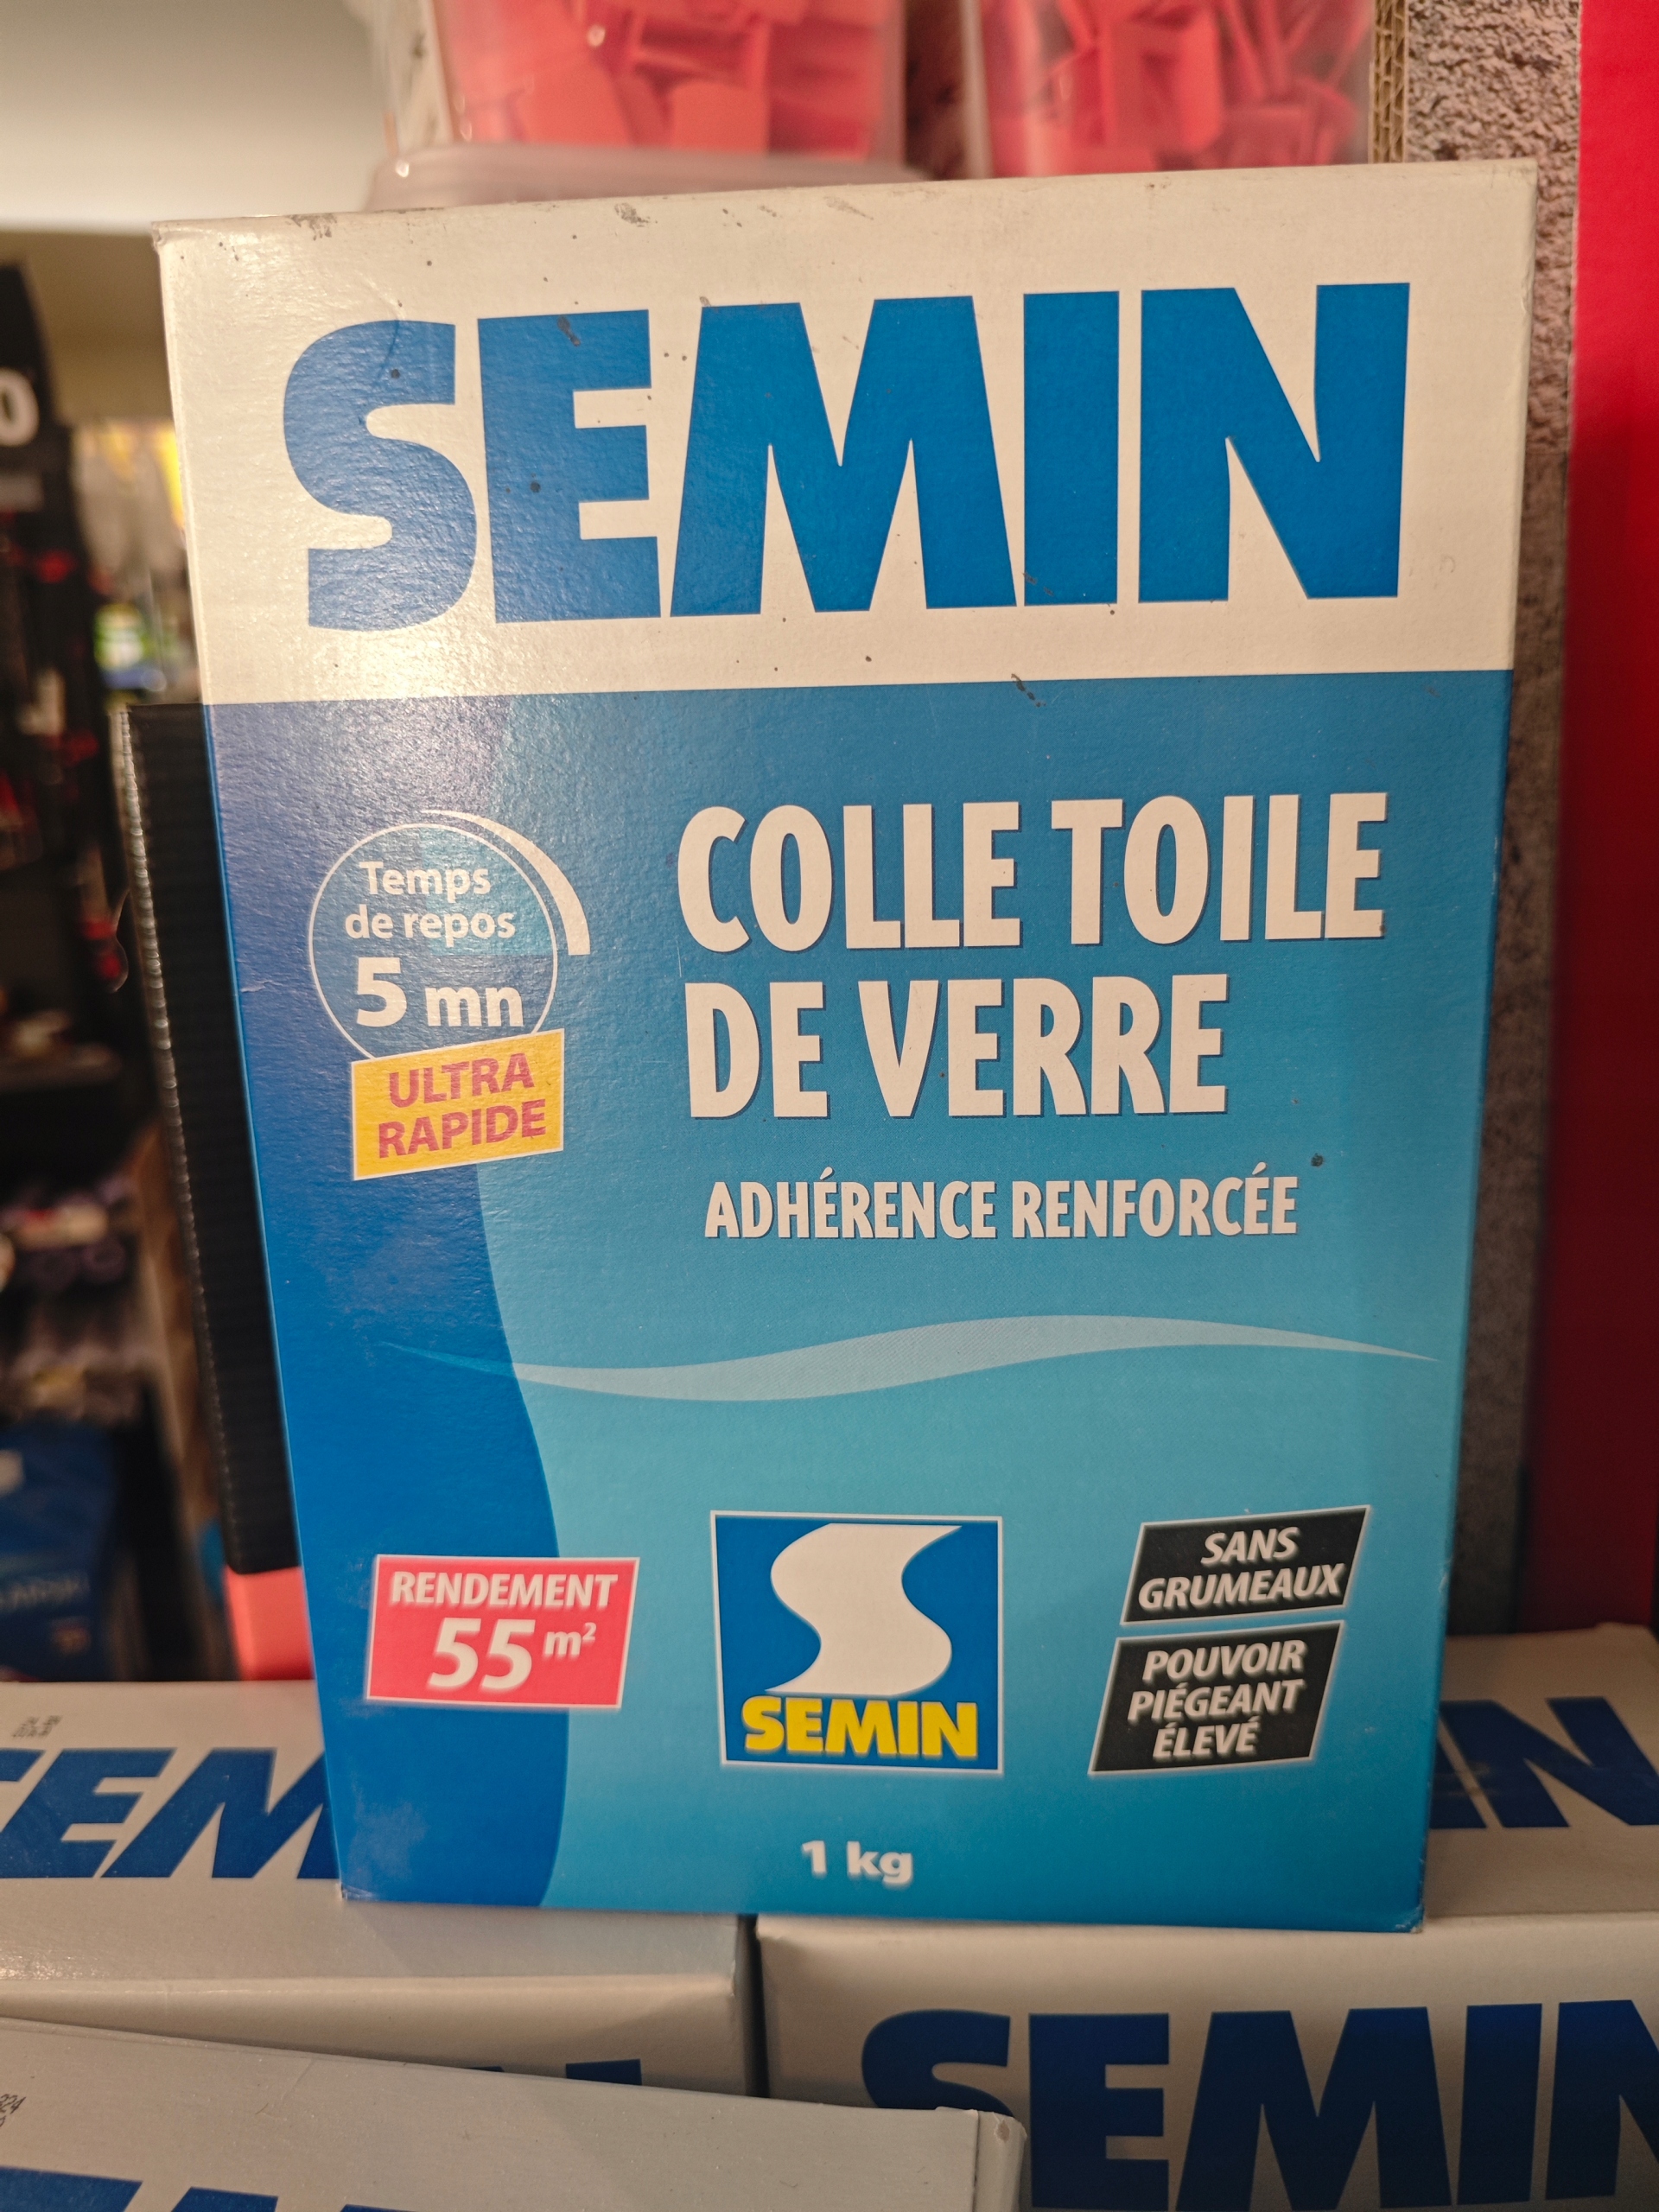 SEMIN
Temps
de repos
5 mn
ULTRA
RAPIDE
COLLE TOILE
DE VERRE
ADHÉRENCE RENFORCÉE
RENDEMENT
55 m²
SEMIN
SANS
GRUMEAUX
POUVOIR
PIÉGEANT
ÉLEVÉ
1 kg
SEMIN